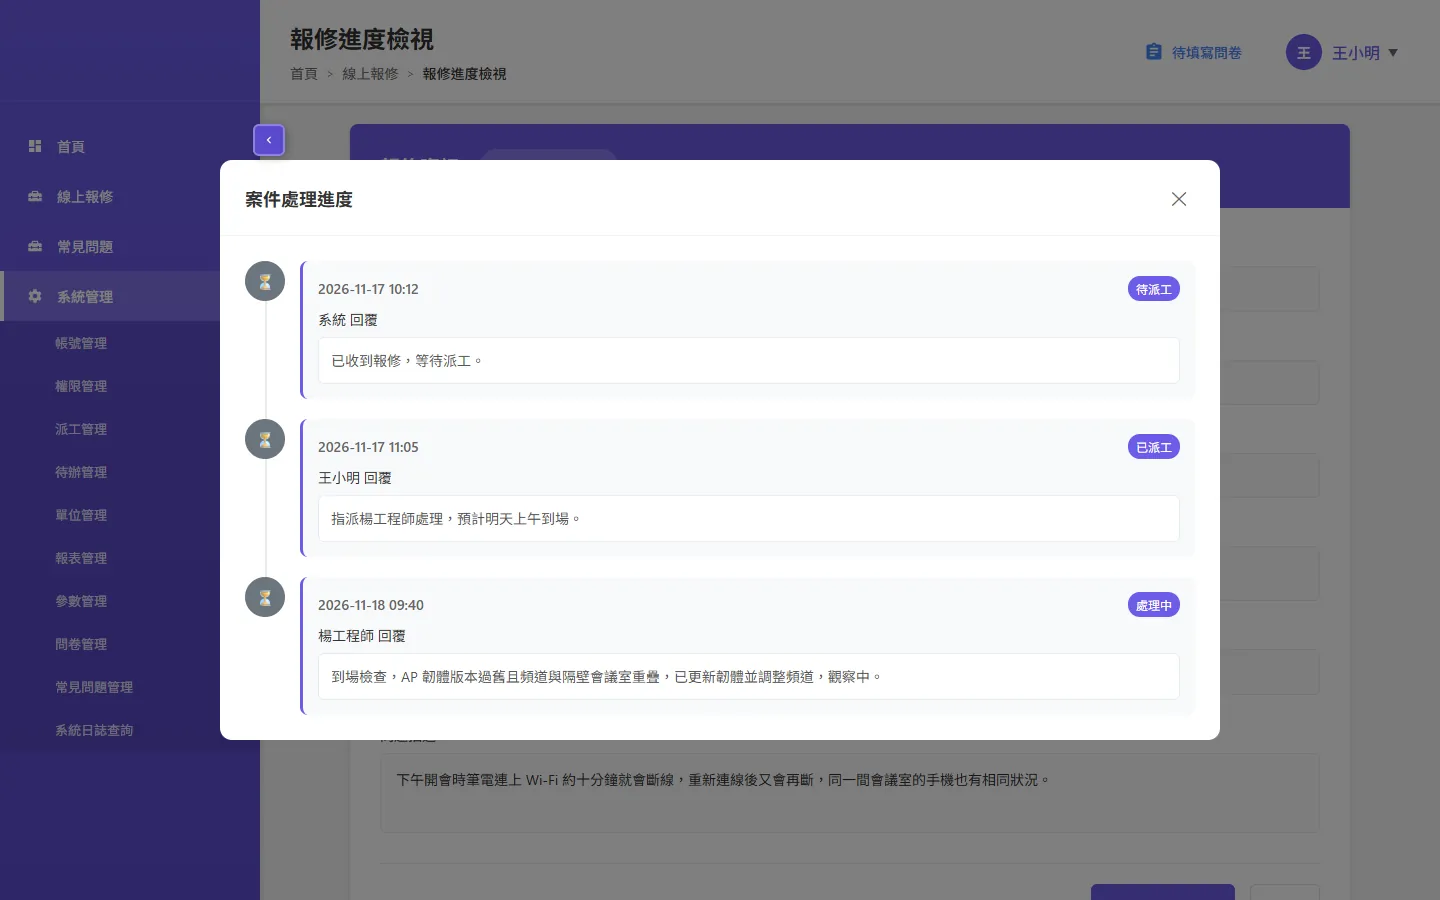 報修進度檢視
首頁 > 線上報修 > 報修進度檢視
待填寫問卷
王 王小明 ▼
首頁
線上報修
常見問題
系統管理
帳號管理
權限管理
派工管理
待辦管理
單位管理
報表管理
參數管理
問卷管理
常見問題管理
系統日誌查詢
案件處理進度
2026-11-17 10:12
待派工
系統 回覆
已收到報修，等待派工。
2026-11-17 11:05
已派工
王小明 回覆
指派楊工程師處理，預計明天上午到場。
2026-11-18 09:40
處理中
楊工程師 回覆
到場檢查，AP 韌體版本過舊且頻道與隔壁會議室重疊，已更新韌體並調整頻道，觀察中。
下午開會時筆電連上 Wi-Fi 約十分鐘就會斷線，重新連線後又會再斷，同一間會議室的手機也有相同狀況。